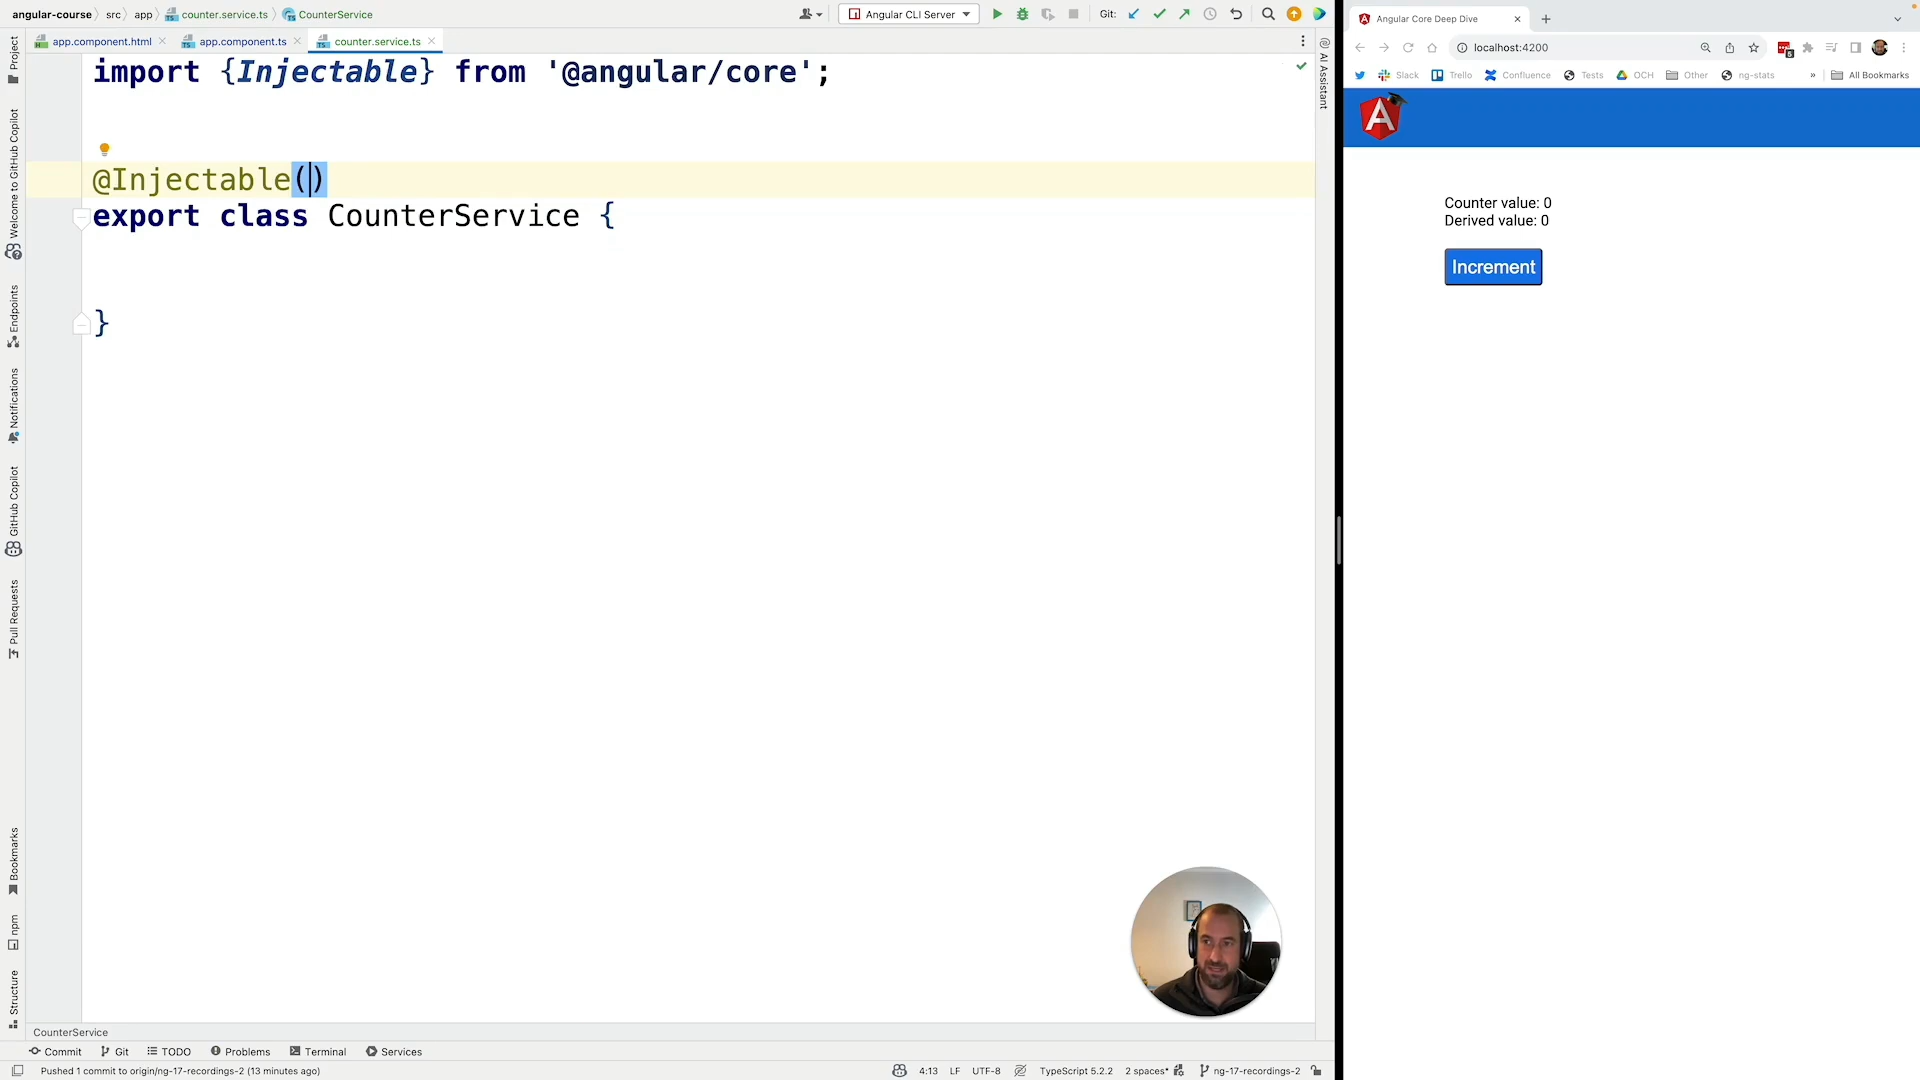 angular-course src app counter.service.ts CounterService
Angular CLI Server
Git:
app.component.html
app.component.ts
counter.service.ts
import {Injectable} from '@angular/core';
@Injectable()
export class CounterService {
}
Project
Welcome to GitHub Copilot
Endpoints
Notifications
GitHub Copilot
Pull Requests
Bookmarks
npm
Structure
AI Assistant
CounterService
Commit Git TODO Problems Terminal Services
Pushed 1 commit to origin/ng-17-recordings-2 (13 minutes ago)
4:13 LF UTF-8 TypeScript 5.2.2 2 spaces* ng-17-recordings-2
Angular Core Deep Dive
localhost:4200
Slack Trello Confluence Tests OCH Other ng-stats » All Bookmarks
Counter value: 0
Derived value: 0
Increment